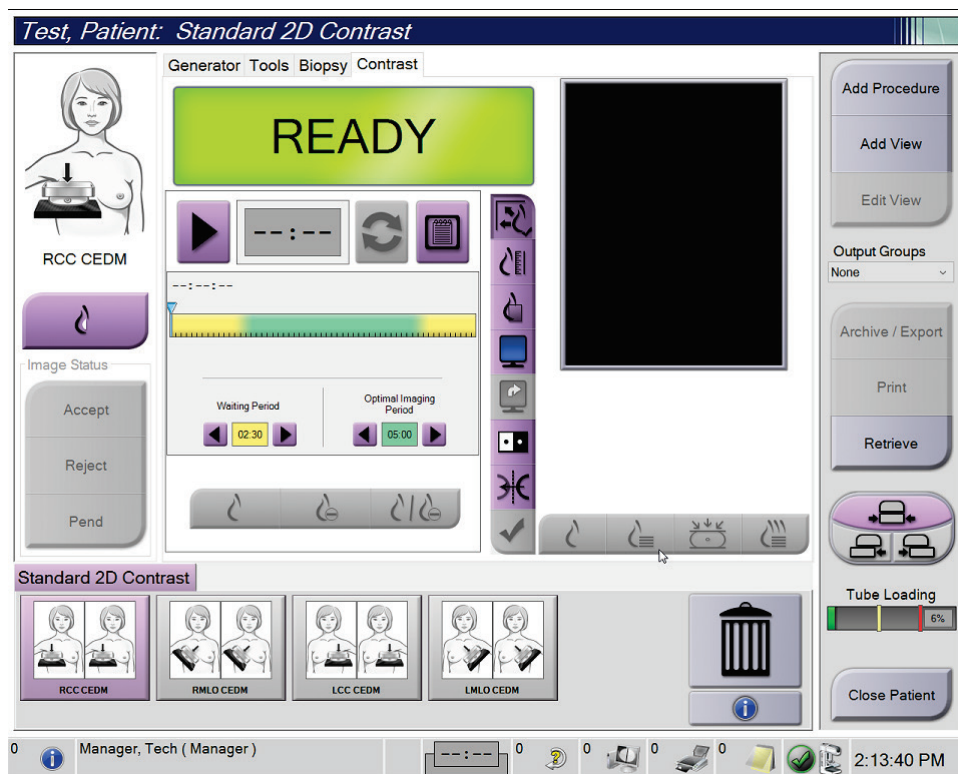 Test, Patient: Standard 2D Contrast
Generator Tools Biopsy Contrast
READY
RCC CEDM
--:--
--:--:--
Waiting Period
Optimal Imaging
Period
02:30
05:00
Image Status
Accept
Reject
Pend
Add Procedure
Add View
Edit View
Output Groups
None
Archive / Export
Print
Retrieve
Tube Loading
6%
Close Patient
Standard 2D Contrast
RCC CEDM
RMLO CEDM
LCC CEDM
LMLO CEDM
0
Manager, Tech ( Manager )
--:--
0
0
0
0
2:13:40 PM